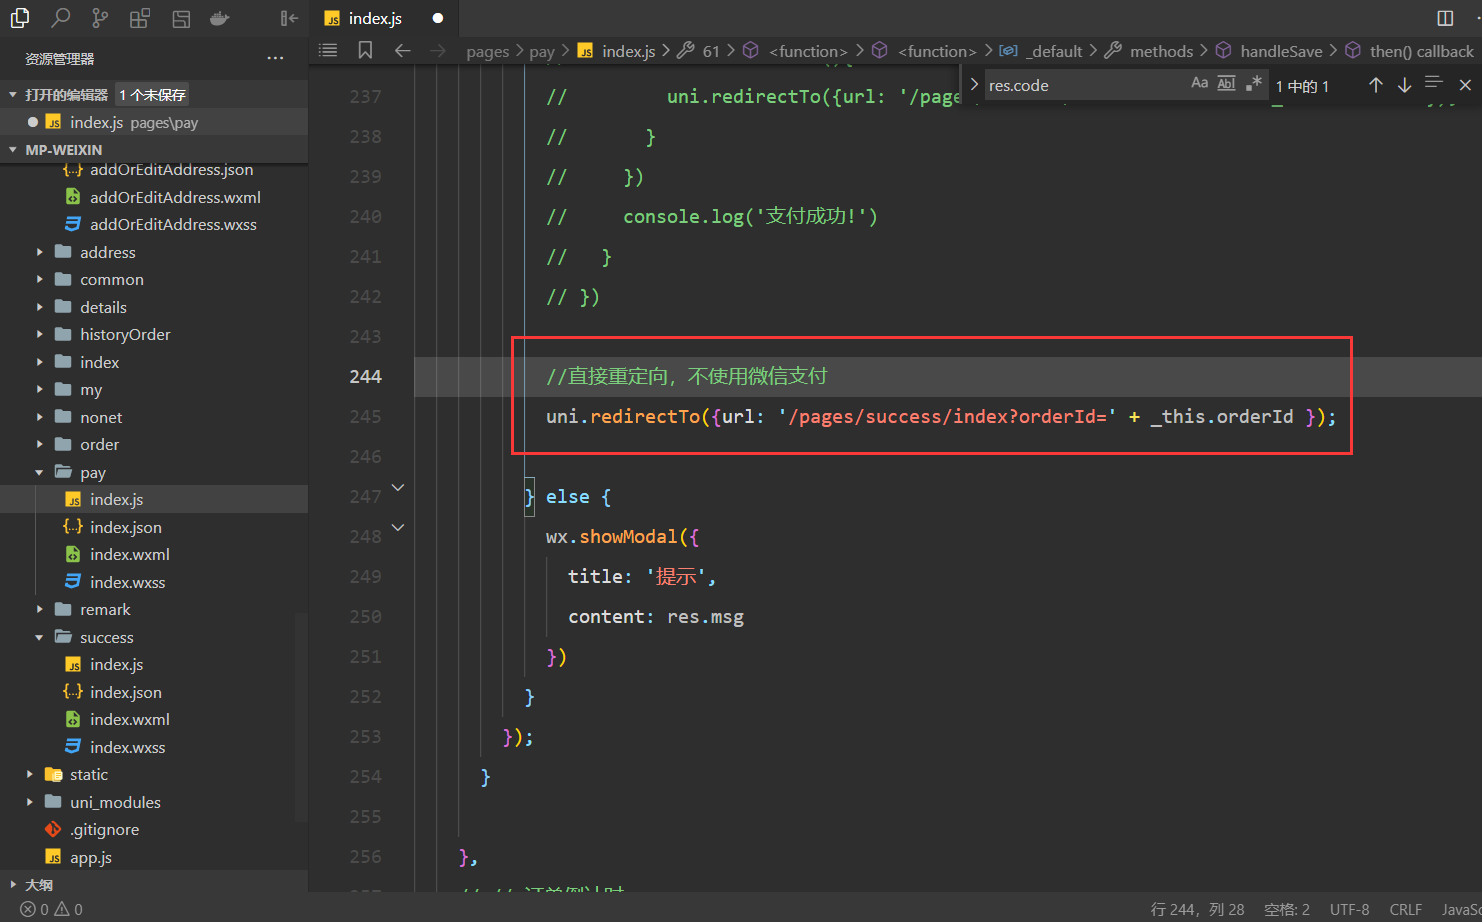 index.js
资源管理器
pages > pay > index.js > 61 > <function> > <function> > _default > methods > handleSave > then() callback
打开的编辑器 1 个未保存
index.js pages\pay
MP-WEIXIN
addOrEditAddress.json
addOrEditAddress.wxml
addOrEditAddress.wxss
address
common
details
historyOrder
index
my
nonet
order
pay
index.js
index.json
index.wxml
index.wxss
remark
success
index.js
index.json
index.wxml
index.wxss
static
uni_modules
.gitignore
app.js
大纲
res.code Aa Abl .* 1 中的 1
237 // uni.redirectTo({url: '/page
238 // }
239 // })
240 // console.log('支付成功!')
241 // }
242 // })
243
244 //直接重定向，不使用微信支付
245 uni.redirectTo({url: '/pages/success/index?orderId=' + _this.orderId });
246
247 } else {
248 wx.showModal({
249 title: '提示',
250 content: res.msg
251 })
252 }
253 });
254 }
255
256 },
0 0
行 244，列 28 空格: 2 UTF-8 CRLF JavaSc